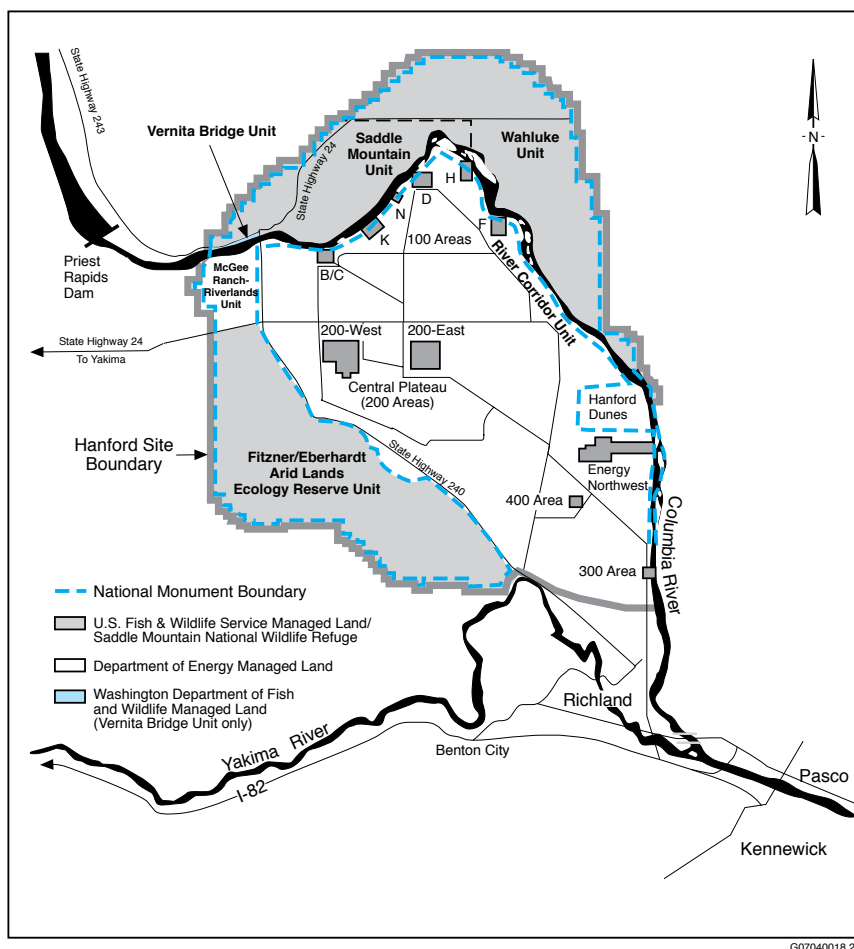 State Highway 243
Vernita Bridge Unit
State Highway 24
Saddle
Mountain
Unit
Wahluke
Unit
N
H
D
N
K
F
B/C
100 Areas
River Corridor Unit
Priest
Rapids
Dam
McGee
Ranch-
Riverlands
Unit
State Highway 24
To Yakima
200-West
200-East
Central Plateau
(200 Areas)
Hanford
Dunes
Hanford Site
Boundary
Fitzner/Eberhardt
Arid Lands
Ecology Reserve Unit
State Highway 240
Energy
Northwest
400 Area
Columbia River
300 Area
National Monument Boundary
U.S. Fish & Wildlife Service Managed Land/
Saddle Mountain National Wildlife Refuge
Department of Energy Managed Land
Washington Department of Fish
and Wildlife Managed Land
(Vernita Bridge Unit only)
Richland
Yakima River
Benton City
I-82
Pasco
Kennewick
G07040018.2